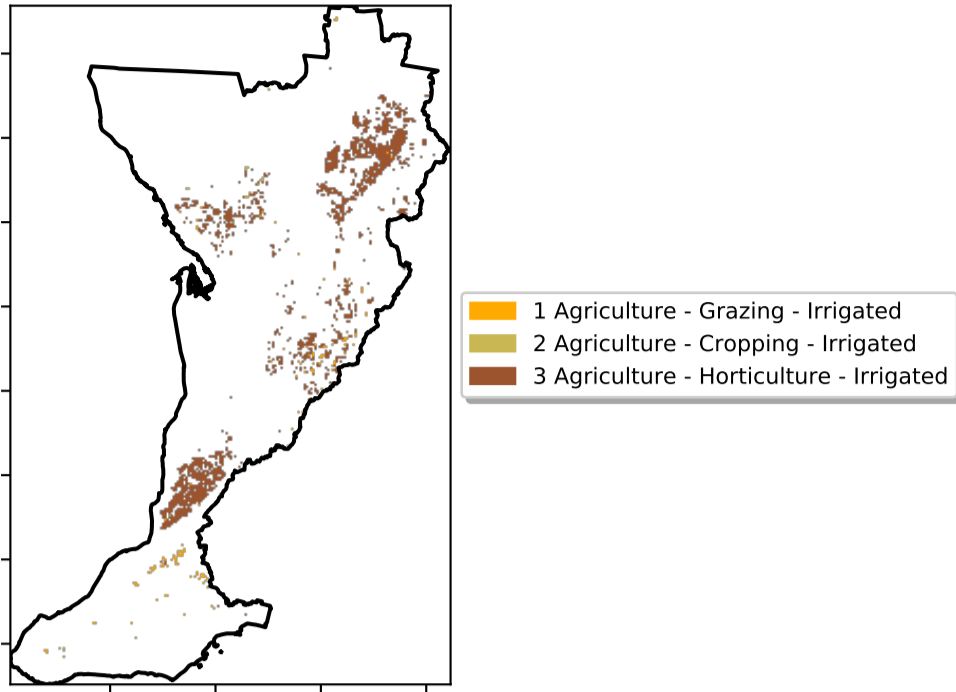 1 Agriculture - Grazing - Irrigated
2 Agriculture - Cropping - Irrigated
3 Agriculture - Horticulture - Irrigated